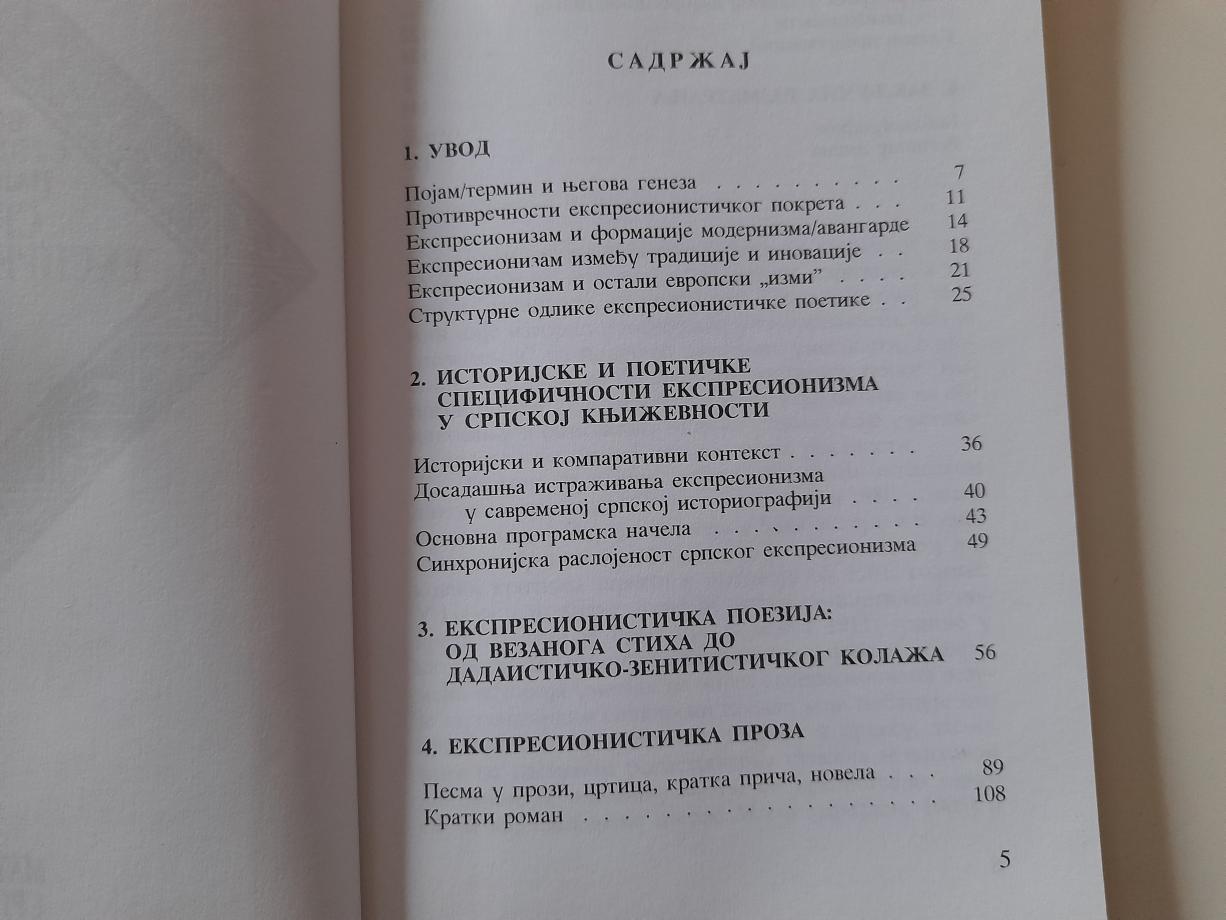 САДРЖАЈ
1. УВОД
Појам/термин и његова генеза . . . . . . . . . . 7
Противречности експресионистичког покрета . . . 11
Експресионизам и формације модернизма/авангарде 14
Експресионизам између традиције и иновације . . 18
Експресионизам и остали европски „изми” . . . . 21
Структурне одлике експресионистичке поетике . . 25
2. ИСТОРИЈСКЕ И ПОЕТИЧКЕ
СПЕЦИФИЧНОСТИ ЕКСПРЕСИОНИЗМА
У СРПСКОЈ КЊИЖЕВНОСТИ
Историјски и компаративни контекст . . . . . . . 36
Досадашња истраживања експресионизма
у савременој српској историографији . . . . 40
Основна програмска начела . . . . . . . . . . . 43
Синхронијска раслојеност српског експресионизма 49
3. ЕКСПРЕСИОНИСТИЧКА ПОЕЗИЈА:
ОД ВЕЗАНОГА СТИХА ДО
ДАДАИСТИЧКО-ЗЕНИТИСТИЧКОГ КОЛАЖА 56
4. ЕКСПРЕСИОНИСТИЧКА ПРОЗА
Песма у прози, цртица, кратка прича, новела . . . 89
Кратки роман . . . . . . . . . . . . . . . . . 108
5